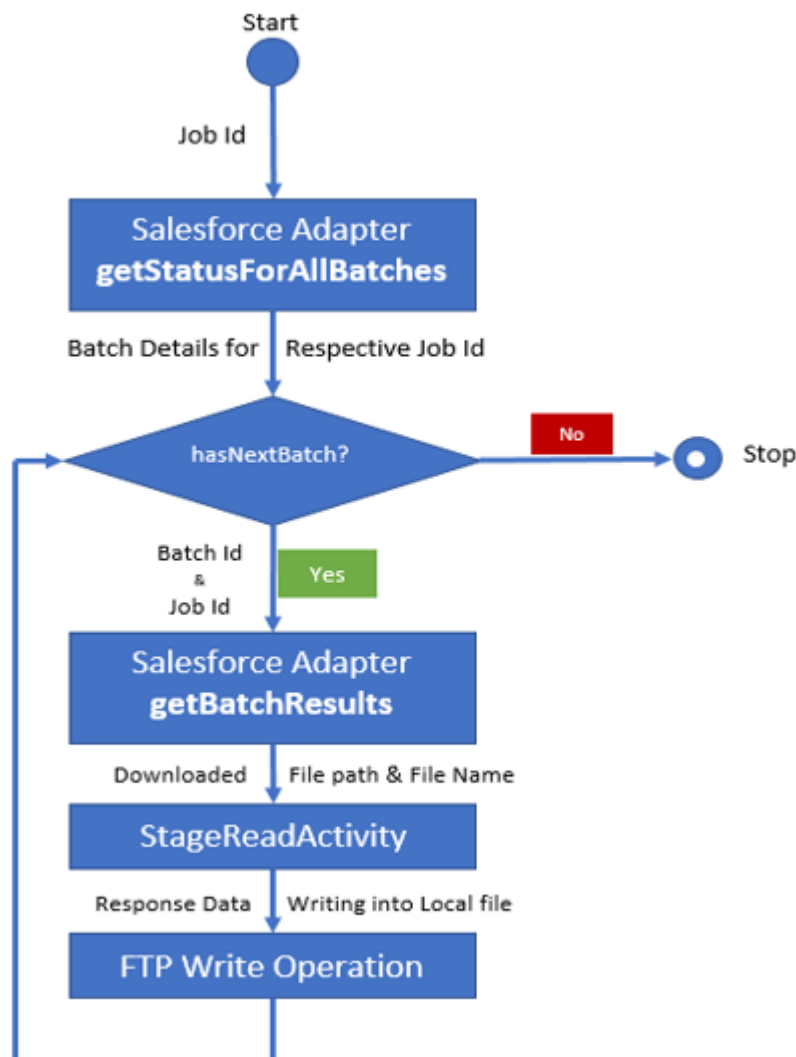 Start
Job Id
Salesforce Adapter
getStatusForAllBatches
Batch Details for Respective Job Id
hasNextBatch?
No
Stop
Batch Id
&
Job Id
Yes
Salesforce Adapter
getBatchResults
Downloaded File path & File Name
StageReadActivity
Response Data Writing into Local file
FTP Write Operation